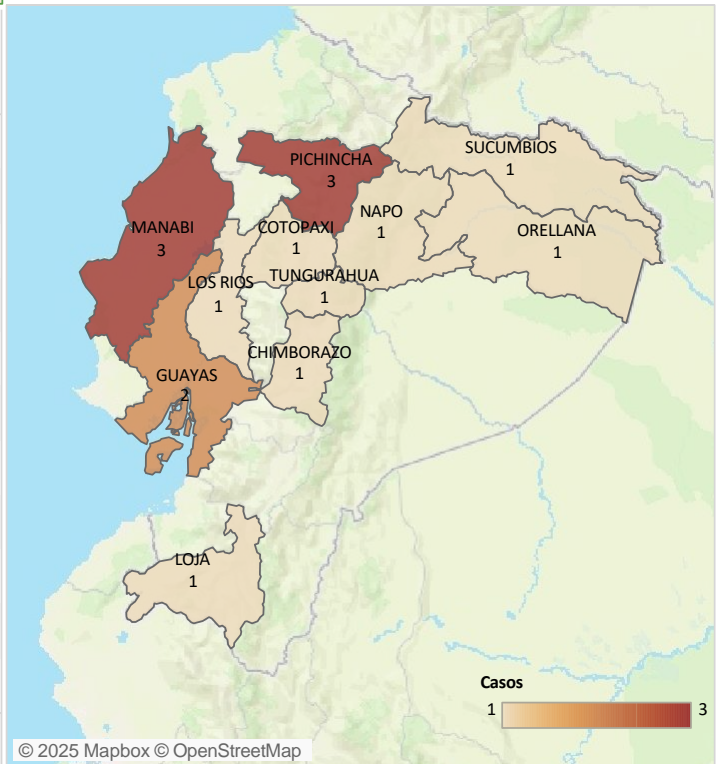 SUCUMBIOS
1
PICHINCHA
3
NAPO
1
MANABI
3
COTOPAXI
1
ORELLANA
1
TUNGURAHUA
1
LOS RIOS
1
CHIMBORAZO
1
GUAYAS
2
LOJA
1
Casos
1 3
© 2025 Mapbox © OpenStreetMap